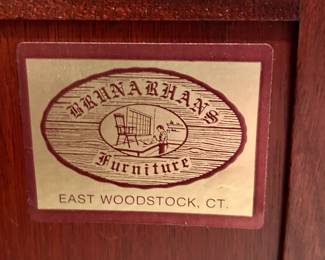 BRUNARHANS
Furniture
EAST WOODSTOCK, CT.